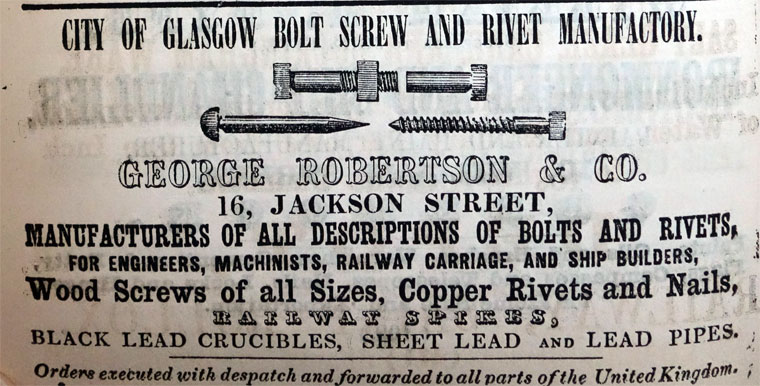 CITY OF GLASGOW BOLT SCREW AND RIVET MANUFACTORY.
GEORGE ROBERTSON & CO.
16, JACKSON STREET,
MANUFACTURERS OF ALL DESCRIPTIONS OF BOLTS AND RIVETS,
FOR ENGINEERS, MACHINISTS, RAILWAY CARRIAGE, AND SHIP BUILDERS,
Wood Screws of all Sizes, Copper Rivets and Nails,
RAILWAY SPIKES,
BLACK LEAD CRUCIBLES, SHEET LEAD AND LEAD PIPES.
Orders executed with despatch and forwarded to all parts of the United Kingdom.